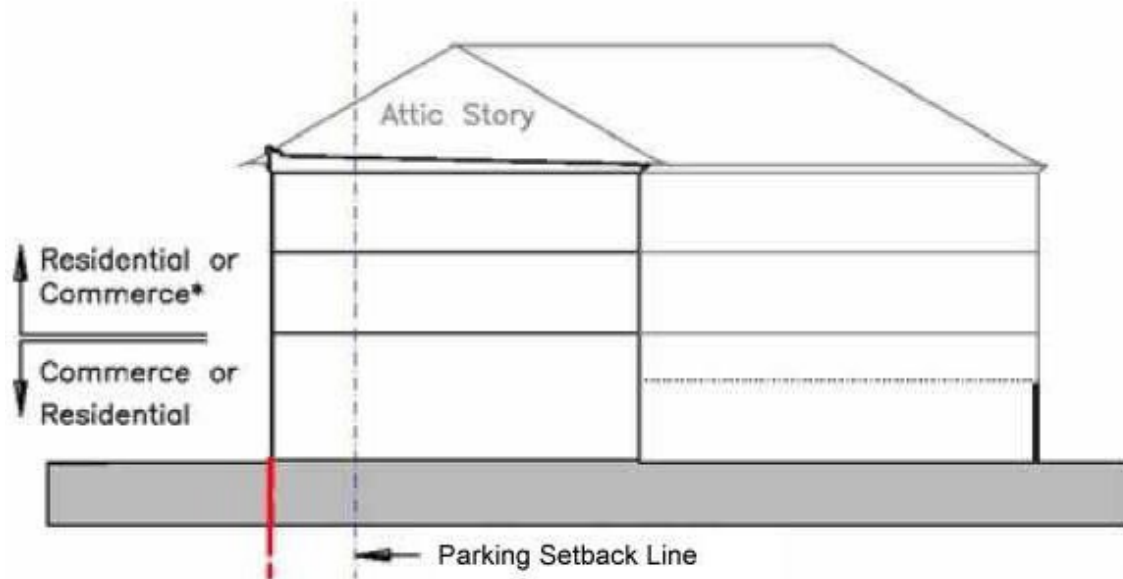 Attic Story
Residential or
Commerce*
Commerce or
Residential
Parking Setback Line